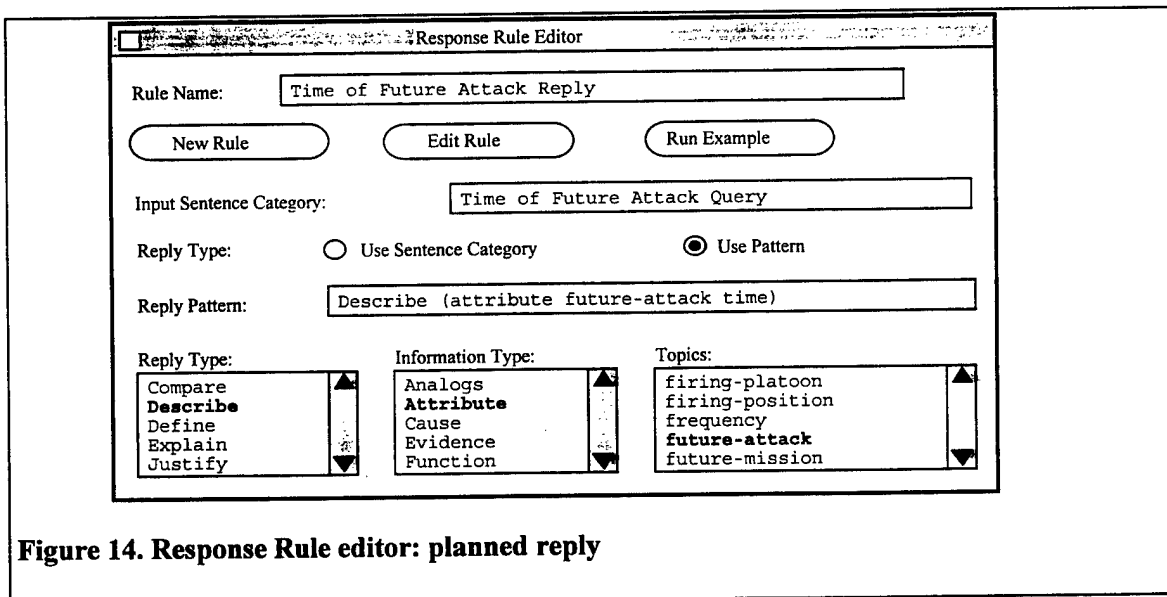 Response Rule Editor
Rule Name: Time of Future Attack Reply
New Rule Edit Rule Run Example
Input Sentence Category: Time of Future Attack Query
Reply Type: Use Sentence Category Use Pattern
Reply Pattern: Describe (attribute future-attack time)
Reply Type: Information Type: Topics:
Compare Analogs firing-platoon
Describe Attribute firing-position
Define Cause frequency
Explain Evidence future-attack
Justify Function future-mission
Figure 14. Response Rule editor: planned reply